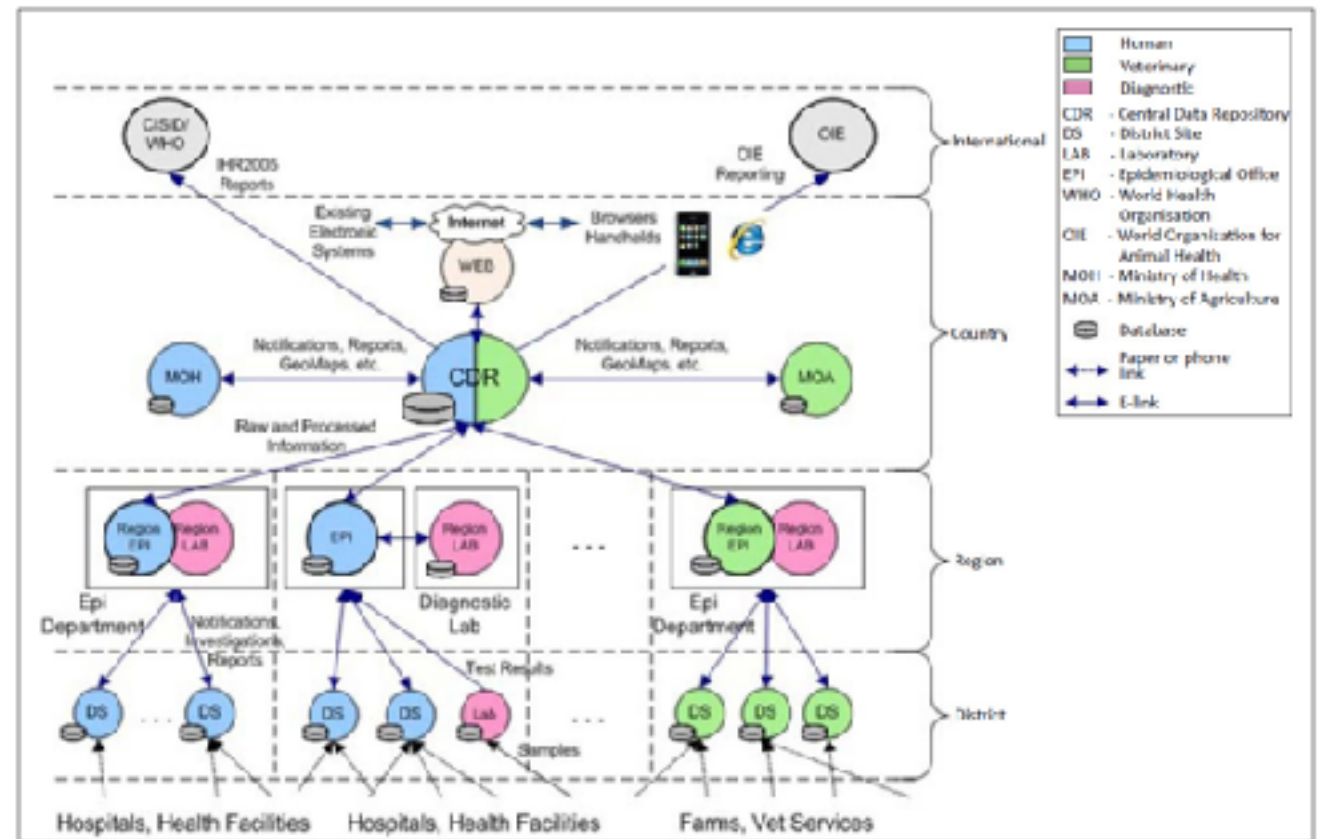 Human
Veterinary
Diagnostic
CDR - Central Data Repository
DS - District Site
LAB - Laboratory
EPI - Epidemiological Office
WHO - World Health
Organisation
OIE - World Organization for
Animal Health
MOH - Ministry of Health
MOA - Ministry of Agriculture
Database
Paper or phone
link
E-link
CISID/
WHO
OIE
International
IHR2005
Reports
OIE
Reporting
Existing
Electronic
Systems
Internet
Browsers
Handhelds
WEB
Country
MOH
Notifications, Reports,
GeoMaps, etc.
CDR
Notifications, Reports,
GeoMaps, etc.
MOA
Raw and Processed
Information
Region
EPI
Region
LAB
EPI
Region
LAB
. . .
Region
EPI
Region
LAB
Region
Epi
Department
Diagnostic
Lab
Epi
Department
Notifications,
Investigations,
Reports
Test Results
DS
. . .
DS
DS
DS
Lab
. . .
DS
DS
DS
District
Samples
Hospitals, Health Facilities
Hospitals, Health Facilities
Farms, Vet Services